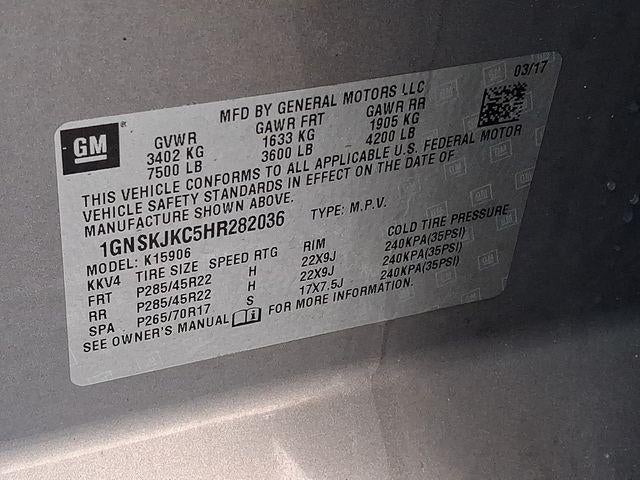 GM
MFD BY GENERAL MOTORS LLC
03/17
GVWR GAWR FRT GAWR RR
3402 KG 1633 KG 1905 KG
7500 LB 3600 LB 4200 LB
THIS VEHICLE CONFORMS TO ALL APPLICABLE U.S. FEDERAL MOTOR
VEHICLE SAFETY STANDARDS IN EFFECT ON THE DATE OF
MANUFACTURE SHOWN ABOVE.
1GNSKJKC5HR282036 TYPE: M.P.V.
MODEL: K15906
KKV4 TIRE SIZE SPEED RTG RIM COLD TIRE PRESSURE
FRT P285/45R22 H 22X9J 240KPA(35PSI)
RR P285/45R22 H 22X9J 240KPA(35PSI)
SPA P265/70R17 S 17X7.5J 240KPA(35PSI)
SEE OWNER'S MANUAL FOR MORE INFORMATION.